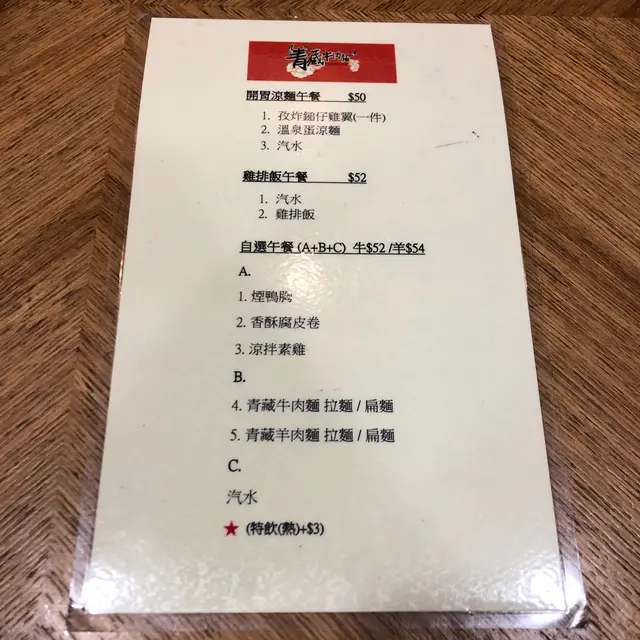 青藏牛肉麵
開胃涼麵午餐 $50
1. 孜炸鎚仔雞翼(一件)
2. 溫泉蛋涼麵
3. 汽水
雞排飯午餐 $52
1. 汽水
2. 雞排飯
自選午餐 (A+B+C) 牛$52 /羊$54
A.
1. 煙鴨胸
2. 香酥腐皮卷
3. 涼拌素雞
B.
4. 青藏牛肉麵 拉麵 / 扁麵
5. 青藏羊肉麵 拉麵 / 扁麵
C.
汽水
★ (特飲(熱)+$3)